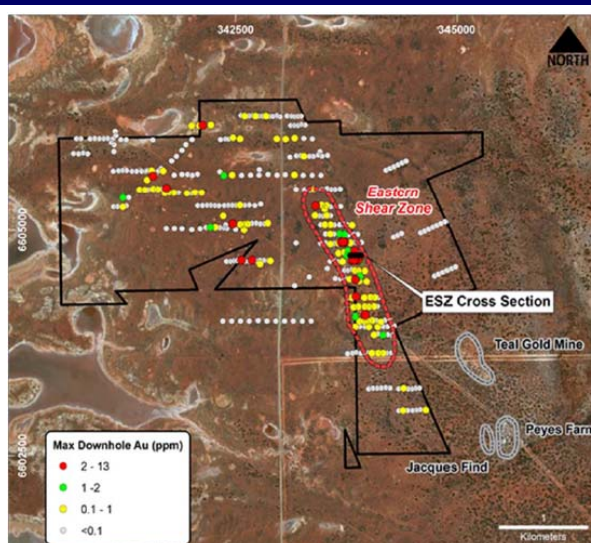 342500
345000
NORTH
Eastern
Shear Zone
6605000
ESZ Cross Section
Teal Gold Mine
Peyes Farm
Jacques Find
6602500
Max Downhole Au (ppm)
2 - 13
1 -2
0.1 - 1
<0.1
1
Kilometers